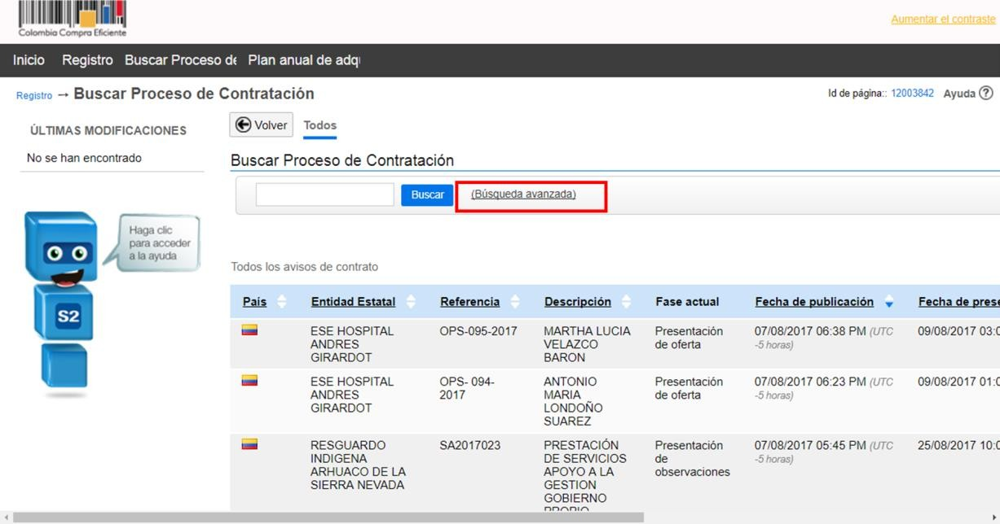 Colombia Compra Eficiente
Aumentar el contraste
Inicio Registro Buscar Proceso de Plan anual de adq
Registro → Buscar Proceso de Contratación
Id de página:: 12003842 Ayuda ?
ÚLTIMAS MODIFICACIONES
No se han encontrado
Volver Todos
Buscar Proceso de Contratación
Buscar (Búsqueda avanzada)
Haga clic
para acceder
a la ayuda
S2
Todos los avisos de contrato
País Entidad Estatal Referencia Descripción Fase actual Fecha de publicación Fecha de prese
ESE HOSPITAL OPS-095-2017 MARTHA LUCIA Presentación 07/08/2017 06:38 PM (UTC 09/08/2017 03:0
ANDRES VELAZCO de oferta -5 horas)
GIRARDOT BARON
ESE HOSPITAL OPS- 094- ANTONIO Presentación 07/08/2017 06:23 PM (UTC 09/08/2017 01:0
ANDRES 2017 MARIA de oferta -5 horas)
GIRARDOT LONDOÑO
SUAREZ
RESGUARDO SA2017023 PRESTACIÓN Presentación 07/08/2017 05:45 PM (UTC 25/08/2017 10:0
INDIGENA DE SERVICIOS de -5 horas)
ARHUACO DE LA APOYO A LA observaciones
SIERRA NEVADA GESTION
GOBIERNO
PROPIO